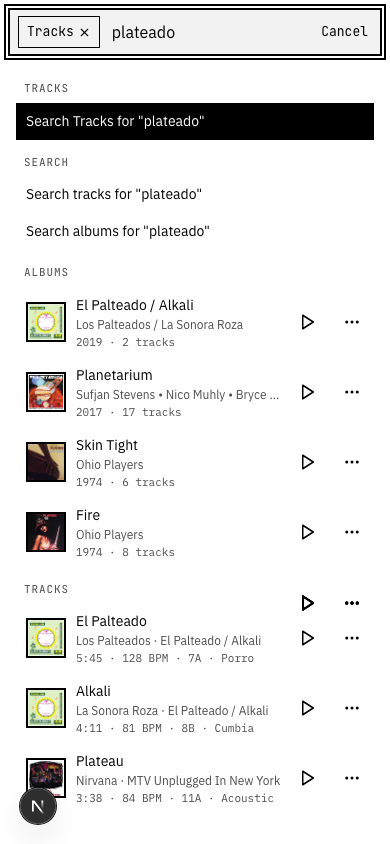 Tracks × plateado Cancel
TRACKS
Search Tracks for "plateado"
SEARCH
Search tracks for "plateado"
Search albums for "plateado"
ALBUMS
El Palteado / Alkali
Los Palteados / La Sonora Roza
2019 · 2 tracks
Planetarium
Sufjan Stevens • Nico Muhly • Bryce ...
2017 · 17 tracks
Skin Tight
Ohio Players
1974 · 6 tracks
Fire
Ohio Players
1974 · 8 tracks
TRACKS
El Palteado
Los Palteados · El Palteado / Alkali
5:45 · 128 BPM · 7A · Porro
Alkali
La Sonora Roza · El Palteado / Alkali
4:11 · 81 BPM · 8B · Cumbia
Plateau
Nirvana · MTV Unplugged In New York
3:38 · 84 BPM · 11A · Acoustic
N